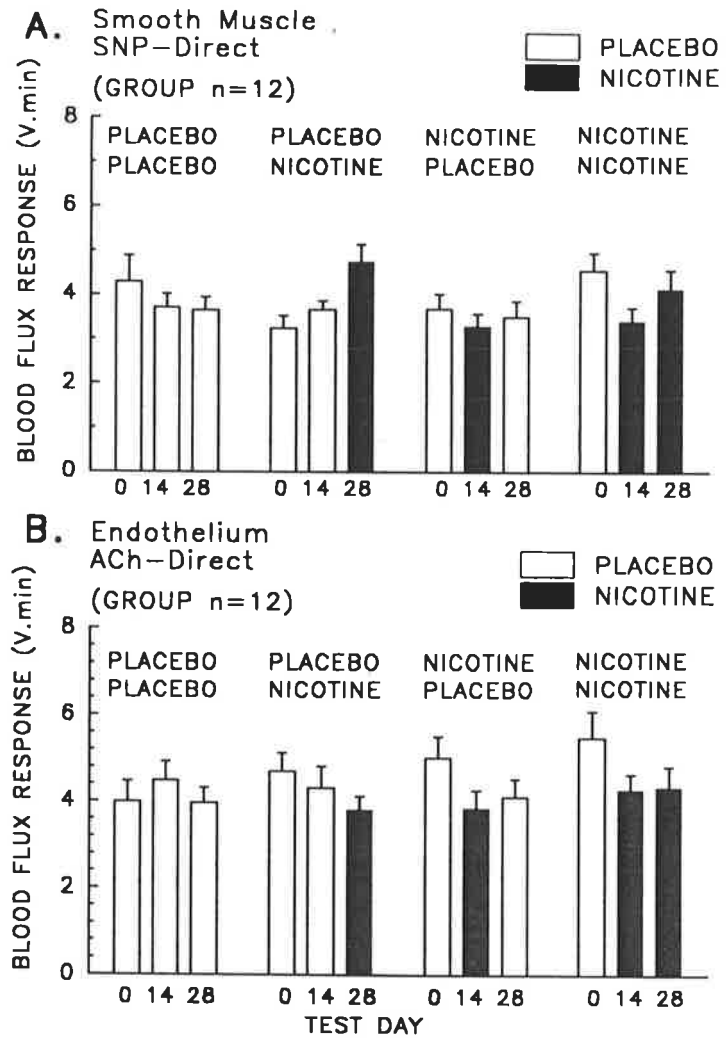 A. Smooth Muscle
SNP-Direct
(GROUP n=12)
PLACEBO
NICOTINE
BLOOD FLUX RESPONSE (V.min)
8
6
4
2
0
PLACEBO PLACEBO NICOTINE NICOTINE
PLACEBO NICOTINE PLACEBO NICOTINE
0 14 28 0 14 28 0 14 28 0 14 28
B. Endothelium
ACh-Direct
(GROUP n=12)
PLACEBO
NICOTINE
BLOOD FLUX RESPONSE (V.min)
8
6
4
2
0
PLACEBO PLACEBO NICOTINE NICOTINE
PLACEBO NICOTINE PLACEBO NICOTINE
0 14 28 0 14 28 0 14 28 0 14 28
TEST DAY